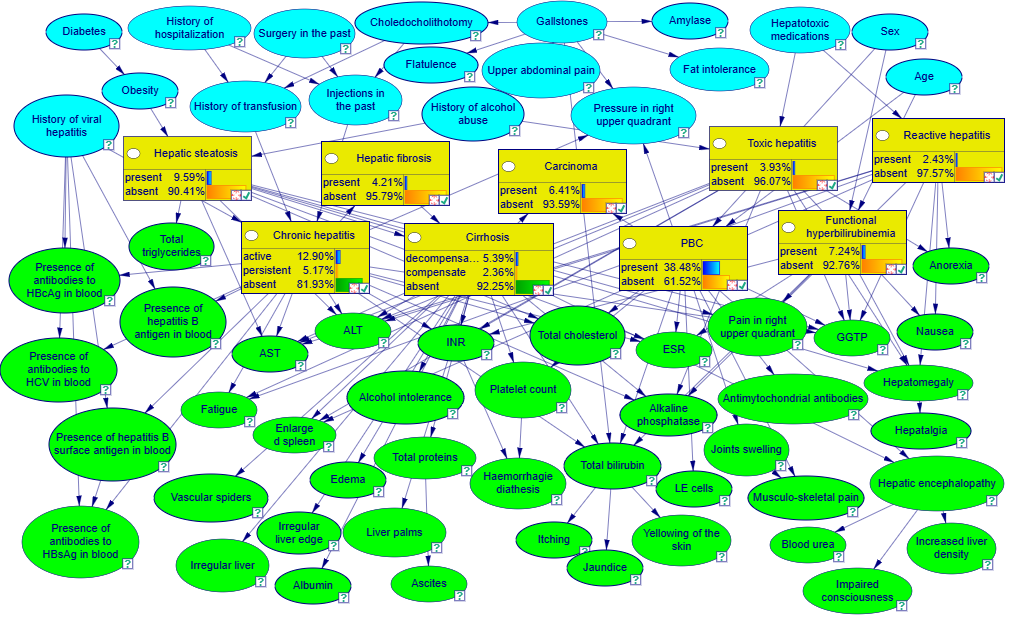 Diabetes
History of
hospitalization
Surgery in the past
Choledocholithotomy
Gallstones
Amylase
Hepatotoxic
medications
Sex
Flatulence
Upper abdominal pain
Fat intolerance
Age
Obesity
History of viral
hepatitis
History of transfusion
Injections in
the past
History of alcohol
abuse
Pressure in right
upper quadrant
Hepatic steatosis
present 9.59%
absent 90.41%
Hepatic fibrosis
present 4.21%
absent 95.79%
Carcinoma
present 6.41%
absent 93.59%
Toxic hepatitis
present 3.93%
absent 96.07%
Reactive hepatitis
present 2.43%
absent 97.57%
Chronic hepatitis
active 12.90%
persistent 5.17%
absent 81.93%
Cirrhosis
decompensa... 5.39%
compensate 2.36%
absent 92.25%
PBC
present 38.48%
absent 61.52%
Functional
hyperbilirubinemia
present 7.24%
absent 92.76%
Total
triglycerides
Presence of
antibodies to
HBcAg in blood
Anorexia
Presence of
hepatitis B
antigen in blood
ALT
AST
INR
Total cholesterol
ESR
Pain in right
upper quadrant
GGTP
Nausea
Presence of
antibodies to
HCV in blood
Fatigue
Alcohol intolerance
Platelet count
Alkaline
phosphatase
Antimytochondrial antibodies
Hepatomegaly
Presence of hepatitis B
surface antigen in blood
Enlarge
d spleen
Total proteins
Haemorrhagie
diathesis
Total bilirubin
Joints swelling
Hepatalgia
Vascular spiders
Edema
LE cells
Musculo-skeletal pain
Hepatic encephalopathy
Presence of
antibodies to
HBsAg in blood
Irregular
liver edge
Liver palms
Itching
Yellowing of the
skin
Blood urea
Increased liver
density
Irregular liver
Albumin
Ascites
Jaundice
Impaired
consciousness